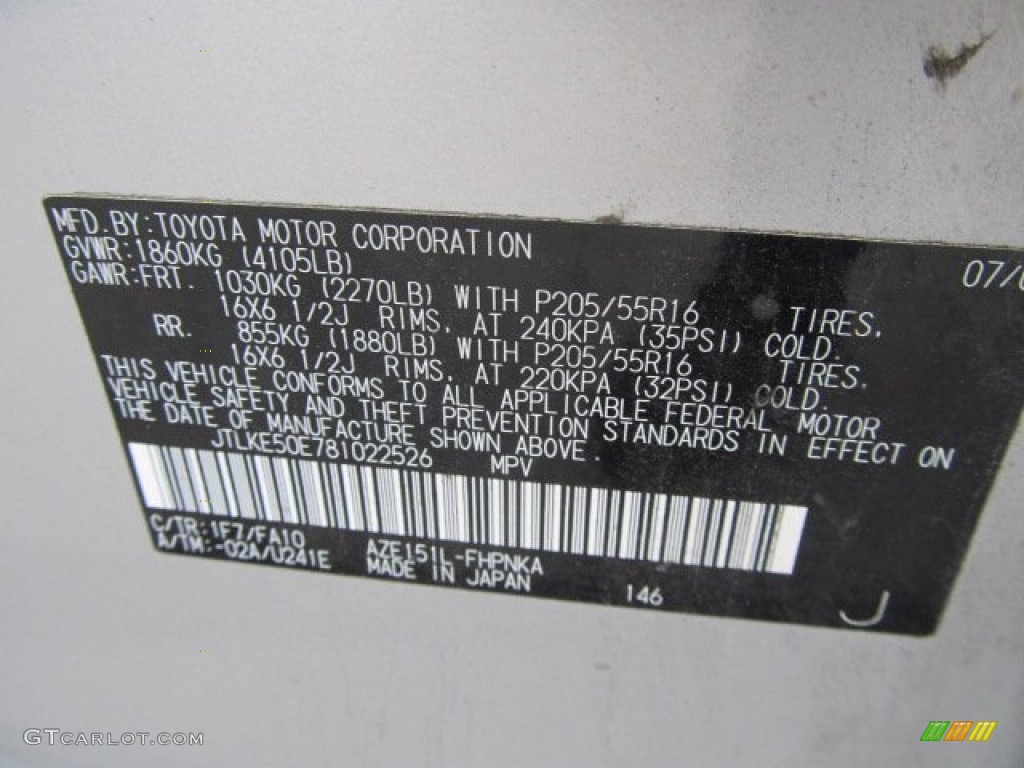 MFD.BY:TOYOTA MOTOR CORPORATION 07/0
GVWR:1860KG (4105LB)
GAWR:FRT. 1030KG (2270LB) WITH P205/55R16 TIRES,
16X6 1/2J RIMS, AT 240KPA (35PSI) COLD.
RR. 855KG (1880LB) WITH P205/55R16 TIRES,
16X6 1/2J RIMS, AT 220KPA (32PSI) COLD.
THIS VEHICLE CONFORMS TO ALL APPLICABLE FEDERAL MOTOR
VEHICLE SAFETY AND THEFT PREVENTION STANDARDS IN EFFECT ON
THE DATE OF MANUFACTURE SHOWN ABOVE.
JTLKE50E781022526 MPV
C/TR:1F7/FA10 AZE151L-FHPNKA
A/TM:-02A/U241E MADE IN JAPAN 146
J
GTCARLOT.COM